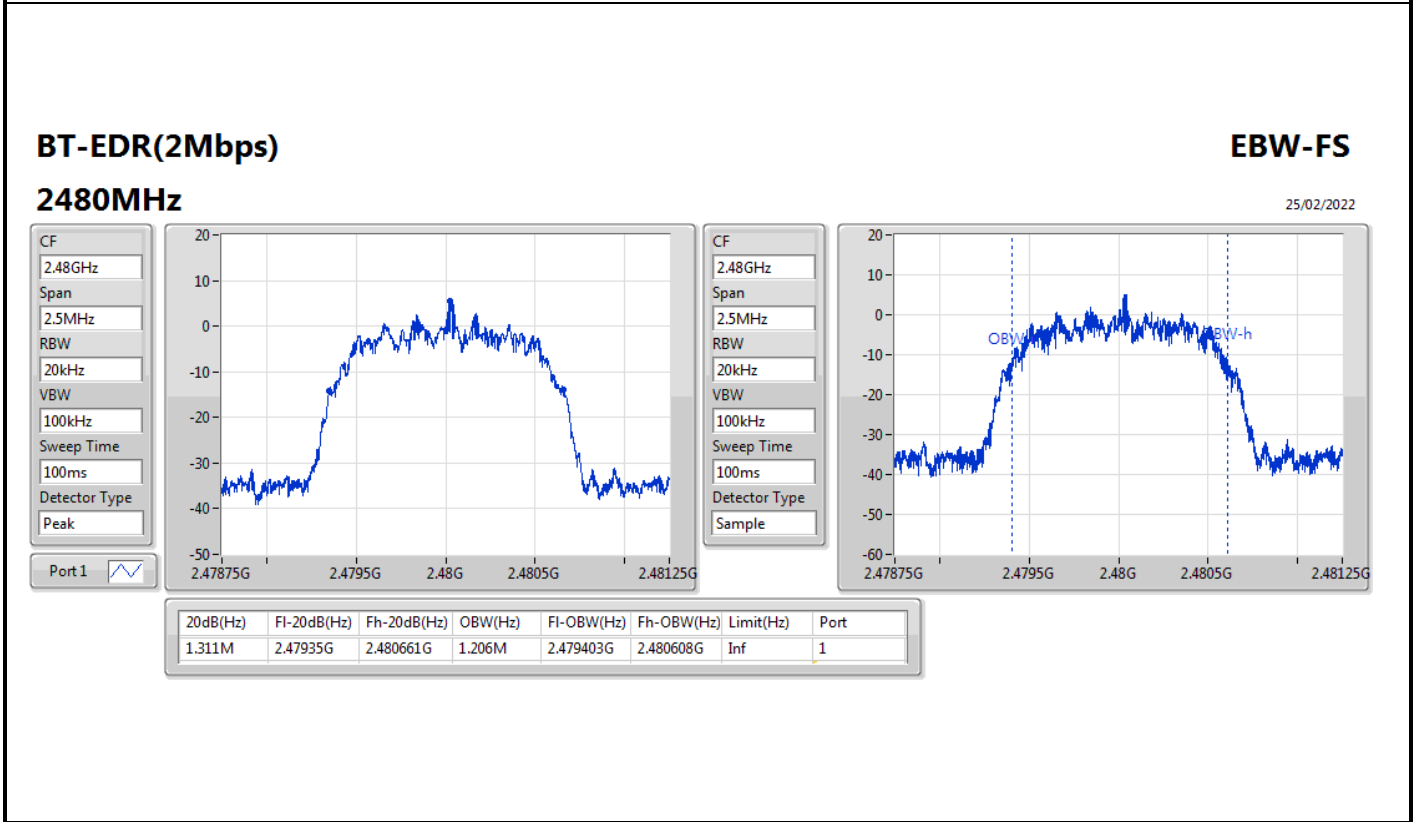 BT-EDR(2Mbps)
EBW-FS
2480MHz
25/02/2022
CF
2.48GHz
Span
2.5MHz
RBW
20kHz
VBW
100kHz
Sweep Time
100ms
Detector Type
Peak
Port 1
20
10
0
-10
-20
-30
-40
-50
2.47875G 2.4795G 2.48G 2.4805G 2.48125G
CF
2.48GHz
Span
2.5MHz
RBW
20kHz
VBW
100kHz
Sweep Time
100ms
Detector Type
Sample
20
10
0
-10
-20
-30
-40
-50
-60
2.47875G 2.4795G 2.48G 2.4805G 2.48125G
20dB(Hz) Fl-20dB(Hz) Fh-20dB(Hz) OBW(Hz) Fl-OBW(Hz) Fh-OBW(Hz) Limit(Hz) Port
1.311M 2.47935G 2.480661G 1.206M 2.479403G 2.480608G Inf 1